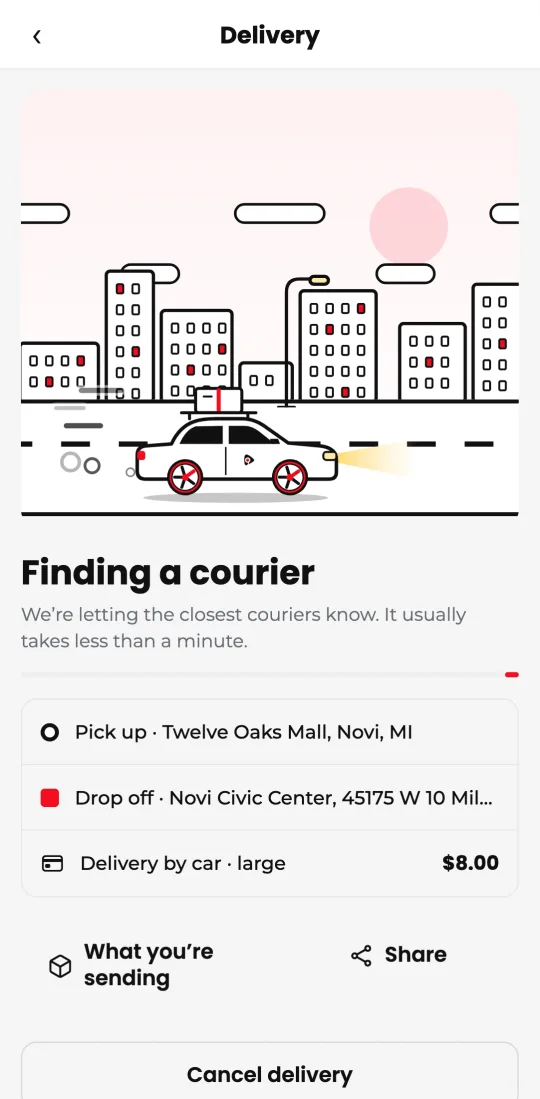 Delivery
Finding a courier
We’re letting the closest couriers know. It usually
takes less than a minute.
Pick up · Twelve Oaks Mall, Novi, MI
Drop off · Novi Civic Center, 45175 W 10 Mil...
Delivery by car · large $8.00
What you’re
sending
Share
Cancel delivery